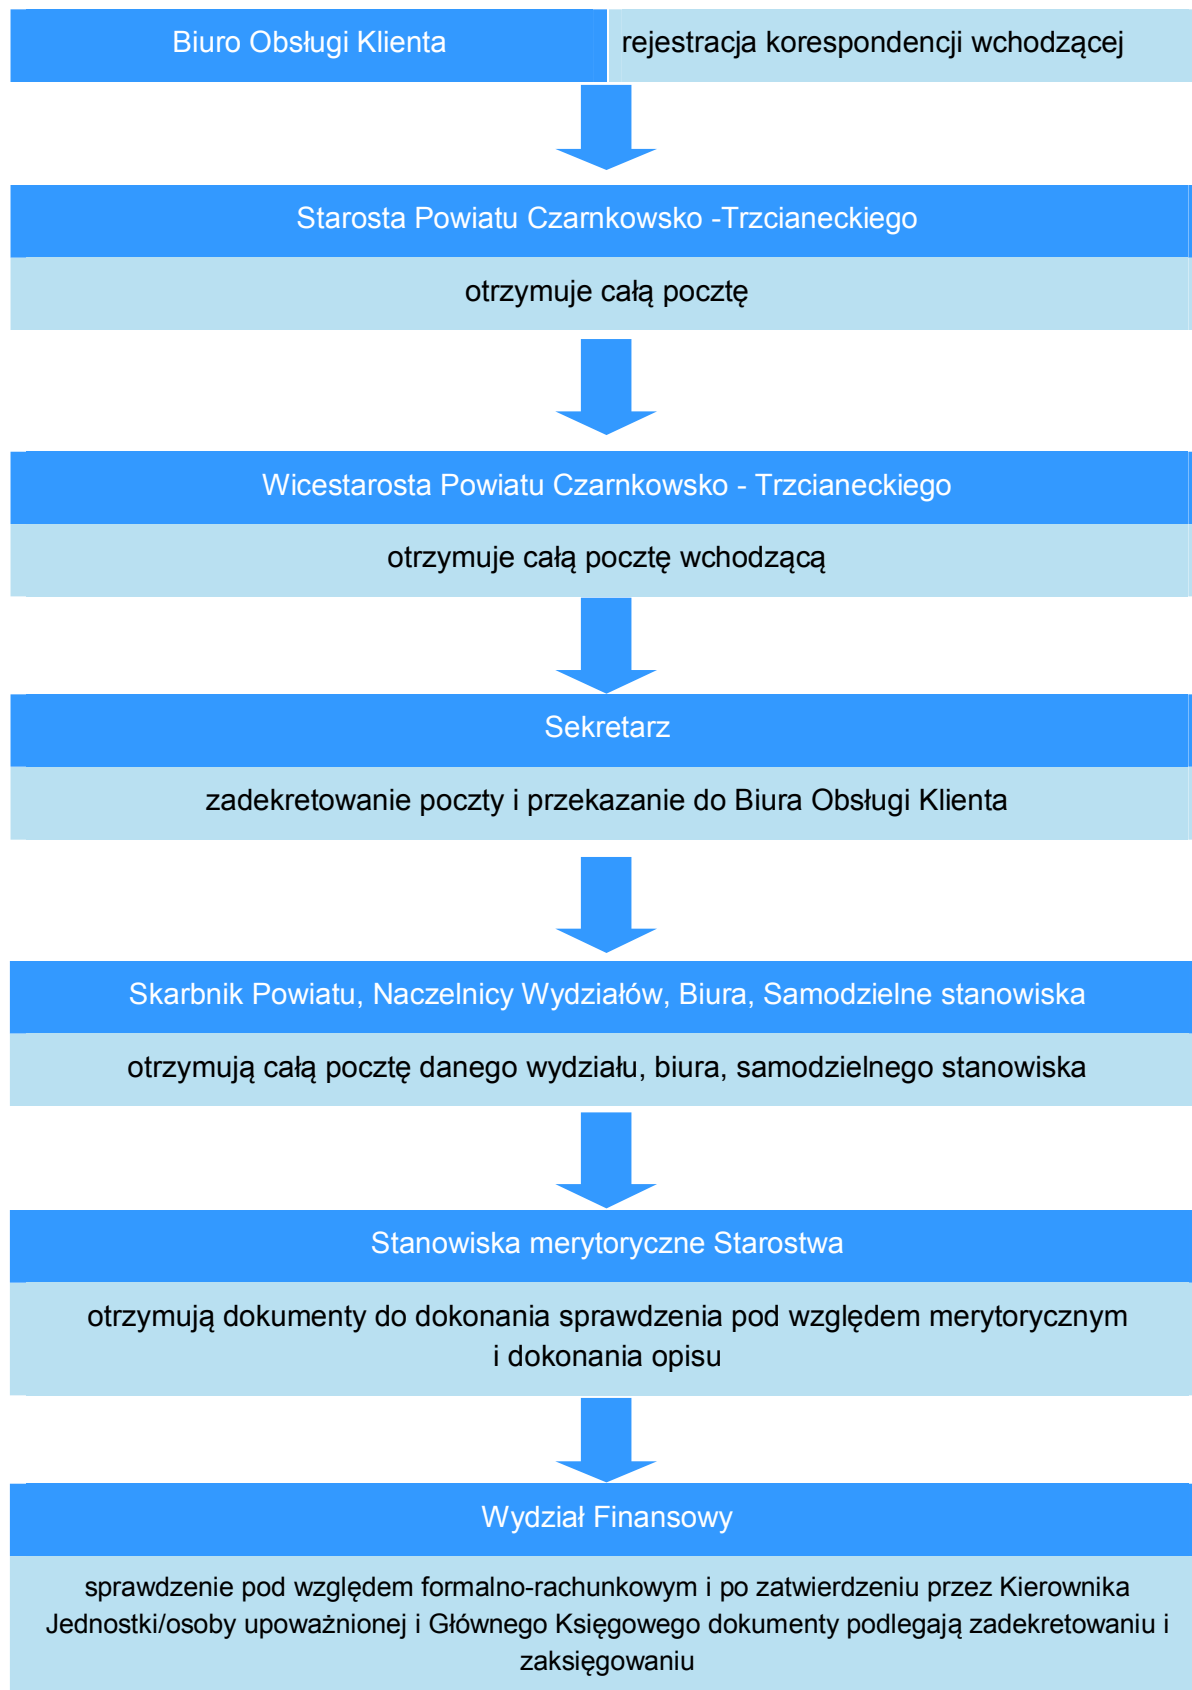 Biuro Obsługi Klienta
rejestracja korespondencji wchodzącej
Starosta Powiatu Czarnkowsko -Trzcianeckiego
otrzymuje całą pocztę
Wicestarosta Powiatu Czarnkowsko - Trzcianeckiego
otrzymuje całą pocztę wchodzącą
Sekretarz
zadekretowanie poczty i przekazanie do Biura Obsługi Klienta
Skarbnik Powiatu, Naczelnicy Wydziałów, Biura, Samodzielne stanowiska
otrzymują całą pocztę danego wydziału, biura, samodzielnego stanowiska
Stanowiska merytoryczne Starostwa
otrzymują dokumenty do dokonania sprawdzenia pod względem merytorycznym
i dokonania opisu
Wydział Finansowy
sprawdzenie pod względem formalno-rachunkowym i po zatwierdzeniu przez Kierownika
Jednostki/osoby upoważnionej i Głównego Księgowego dokumenty podlegają zadekretowaniu i
zaksięgowaniu